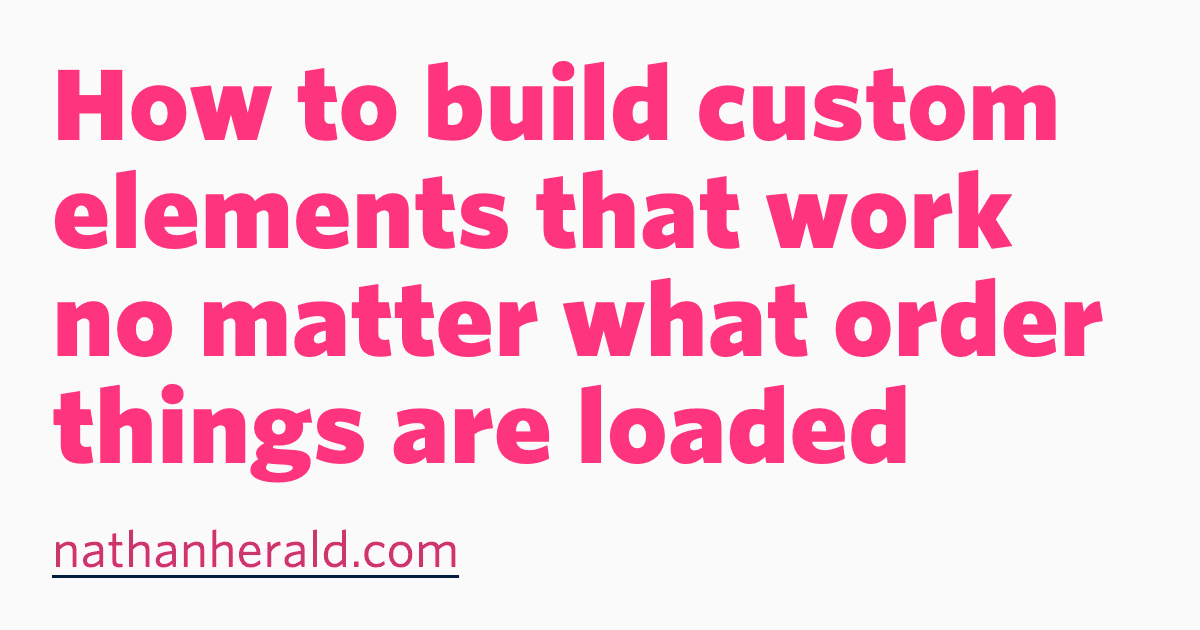 How to build custom
elements that work
no matter what order
things are loaded
nathanherald.com